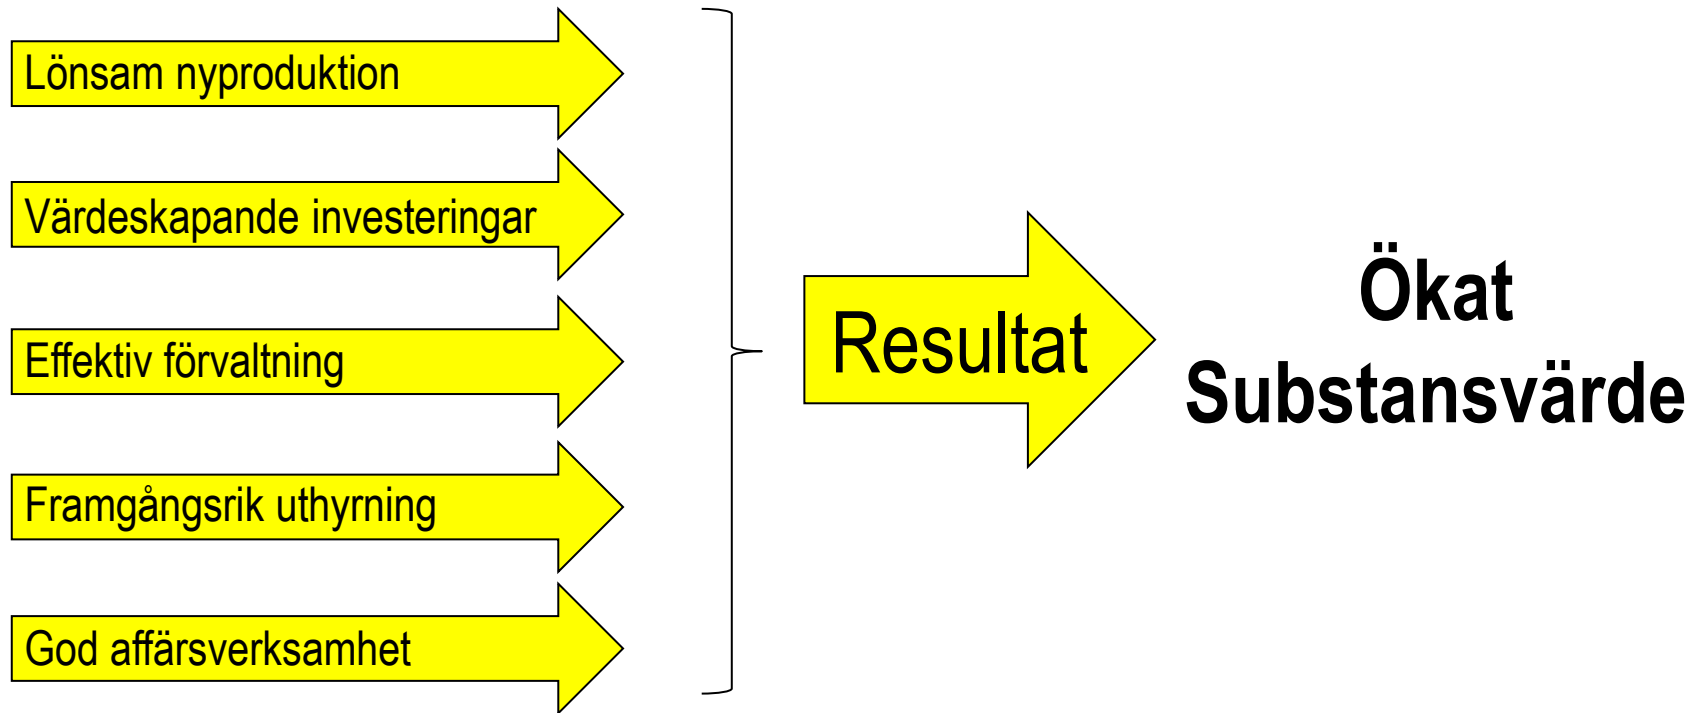 Lönsam nyproduktion
Värdeskapande investeringar
Effektiv förvaltning
Framgångsrik uthyrning
God affärsverksamhet
Resultat
Ökat
Substansvärde